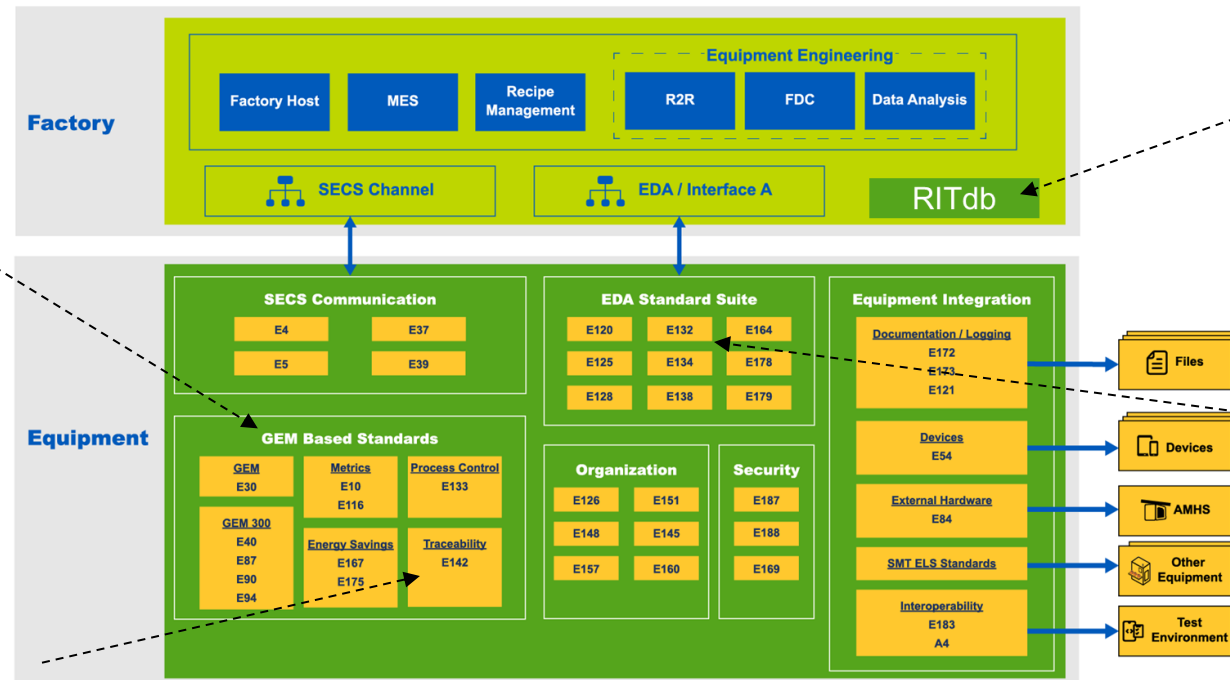 Equipment Engineering
Factory Host
MES
Recipe
Management
R2R
FDC
Data Analysis
Factory
SECS Channel
EDA / Interface A
RITdb
Equipment
SECS Communication
E4
E37
E5
E39
GEM Based Standards
GEM
E30
GEM 300
E40
E87
E90
E94
Metrics
E10
E116
Energy Savings
E167
E175
Process Control
E133
Traceability
E142
EDA Standard Suite
E120
E132
E164
E125
E134
E178
E128
E138
E179
Organization
E126
E151
E148
E145
E157
E160
Security
E187
E188
E169
Equipment Integration
Documentation / Logging
E172
E173
E121
Devices
E54
External Hardware
E84
SMT ELS Standards
Interoperability
E183
A4
Files
Devices
AMHS
Other
Equipment
Test
Environment